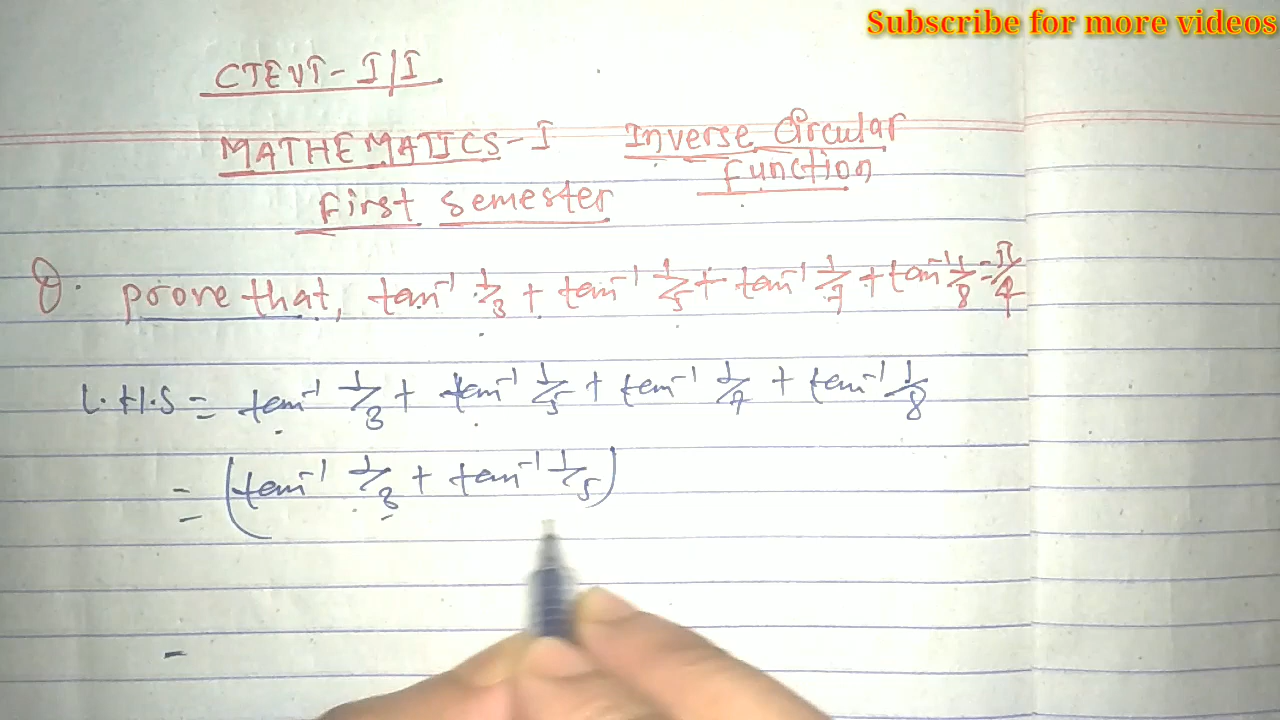 Subscribe for more videos
CTEVT - I/I
MATHEMATICS - I Inverse Circular
Function
First Semester
Q. prove that, tan⁻¹ 1/3 + tan⁻¹ 1/5 + tan⁻¹ 1/7 + tan⁻¹ 1/8 = π/4
L.H.S = tan⁻¹ 1/3 + tan⁻¹ 1/5 + tan⁻¹ 1/7 + tan⁻¹ 1/8
= (tan⁻¹ 1/3 + tan⁻¹ 1/5)